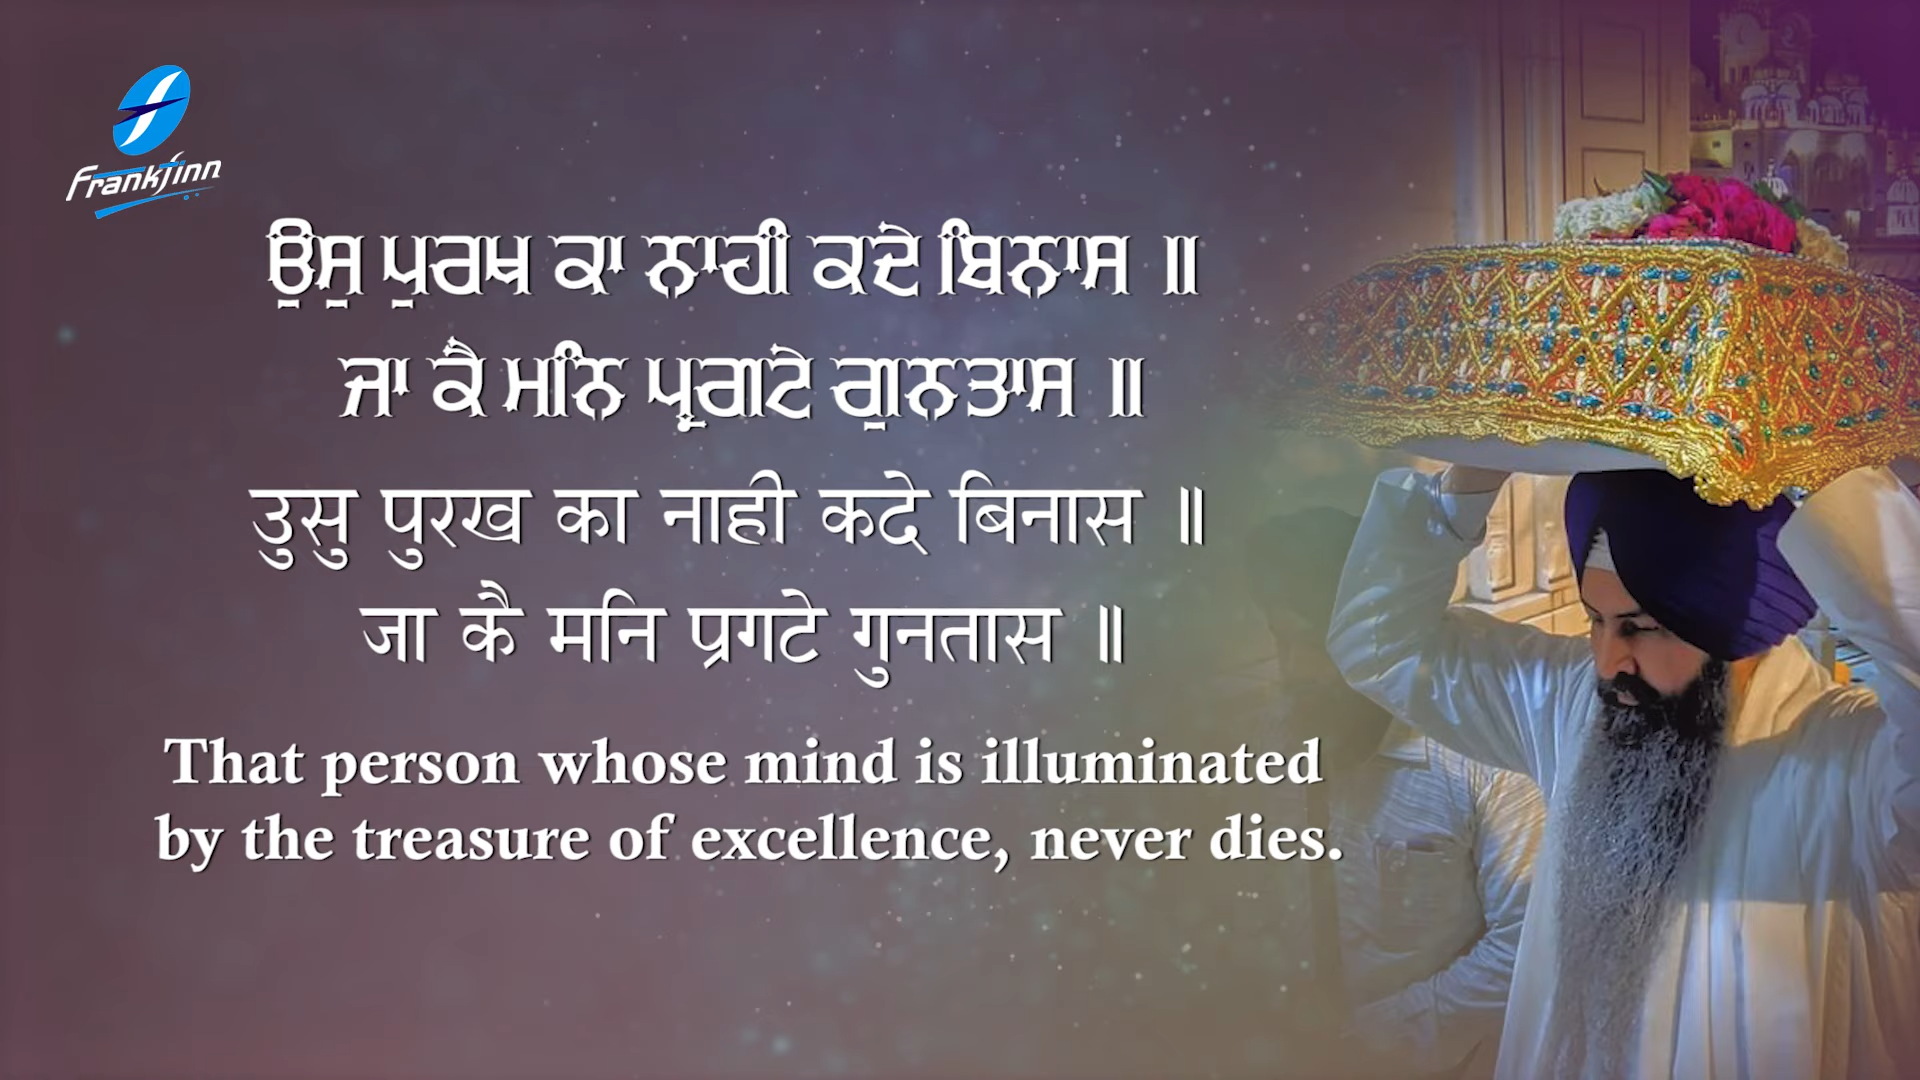 Frankfinn
ਉਸੁ ਪੁਰਖ ਕਾ ਨਾਹੀ ਕਦੇ ਬਿਨਾਸ ॥
ਜਾ ਕੈ ਮਨਿ ਪ੍ਰਗਟੇ ਗੁਨਤਾਸ ॥
उसु पुरख का नाही कदे बिनास ॥
जा कै मनि प्रगटे गुनतास ॥
That person whose mind is illuminated
by the treasure of excellence, never dies.